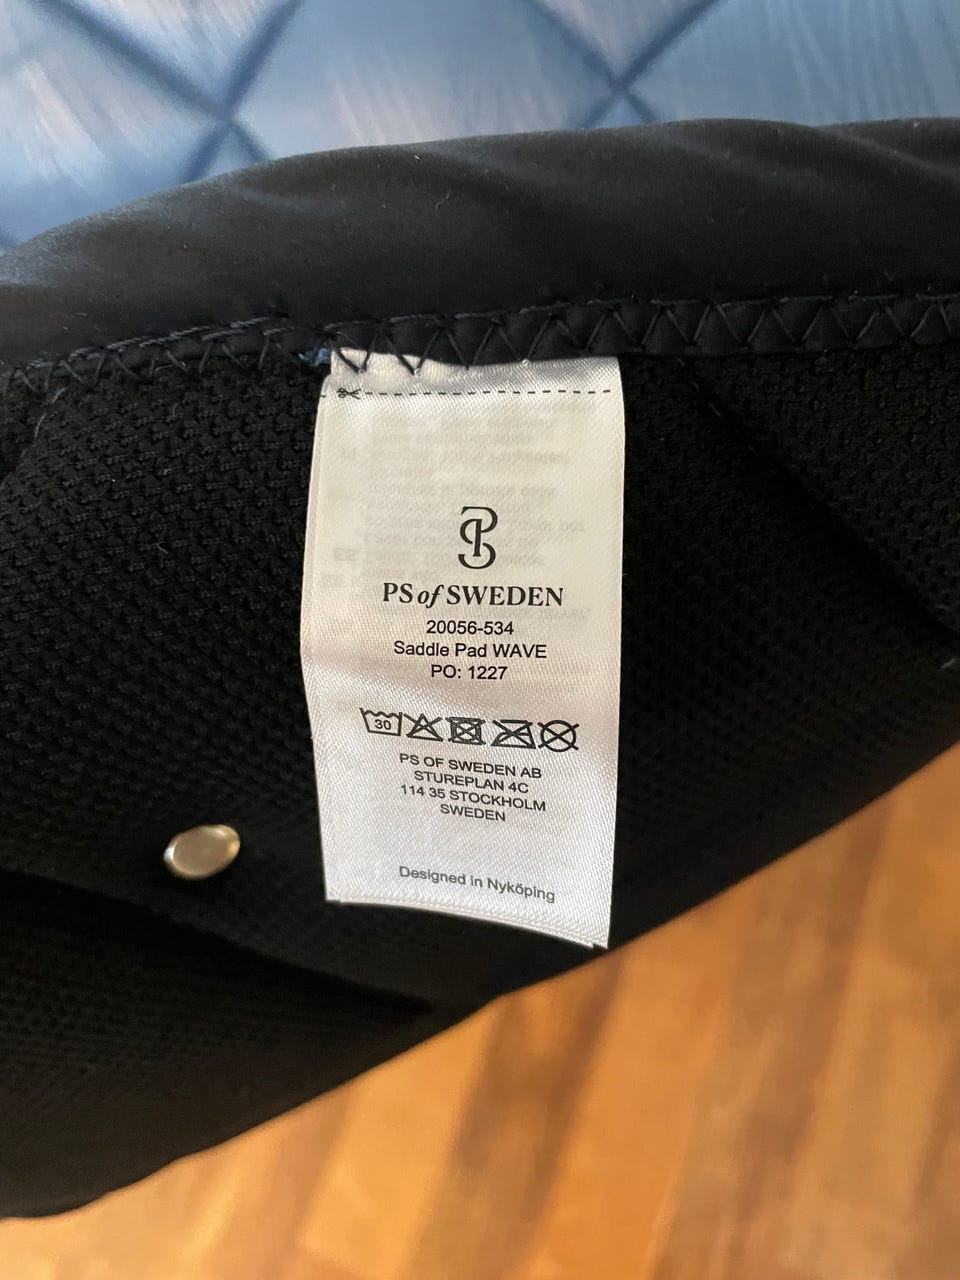 PS of SWEDEN
20056-534
Saddle Pad WAVE
PO: 1227
30
PS OF SWEDEN AB
STUREPLAN 4C
114 35 STOCKHOLM
SWEDEN
Designed in Nyköping